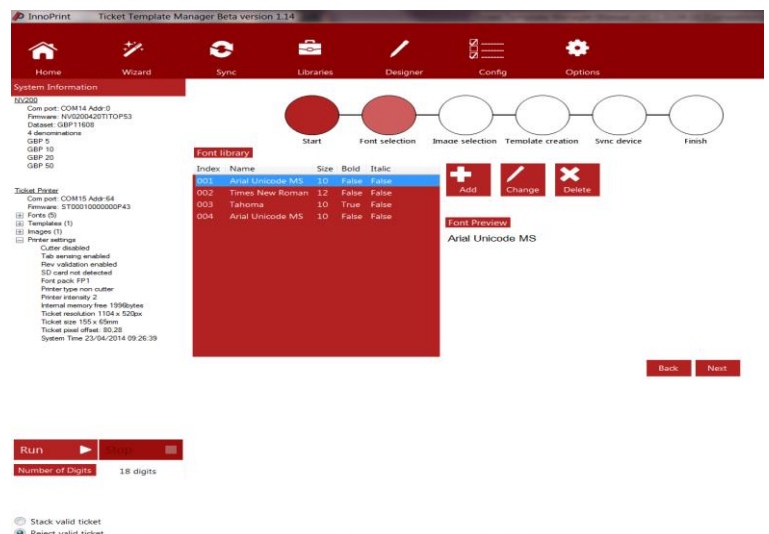 InnoPrint Ticket Template Manager Beta version 1.14
Home Wizard Sync Libraries Designer Config Options
System Information
NV200
Com port: COM14 Addr:0
Firmware: NV0200420TITOP53
Dataset: GBP11608
4 denominations
GBP 5
GBP 10
GBP 20
GBP 50
Ticket Printer
Com port: COM15 Addr:64
Firmware: ST00010000000P43
Fonts (5)
Templates (1)
Images (1)
Printer settings
Cutter disabled
Tab sensing enabled
Rev validation enabled
SD card not detected
Font pack FP1
Printer type non cutter
Printer intensity 2
Internal memory free 1996bytes
Ticket resolution 1104 x 520px
Ticket size 155 x 65mm
Ticket pixel offset: 80,28
System Time 23/04/2014 09:26:39
Start Font selection Image selection Temolate creation Svnc device Finish
Font library
Index Name Size Bold Italic
001 Arial Unicode MS 10 False False
002 Times New Roman 12 False False
003 Tahoma 10 True False
004 Arial Unicode MS 10 False False
Add Change Delete
Font Preview
Arial Unicode MS
Back Next
Run Stop
Number of Digits 18 digits
Stack valid ticket
Reject valid ticket